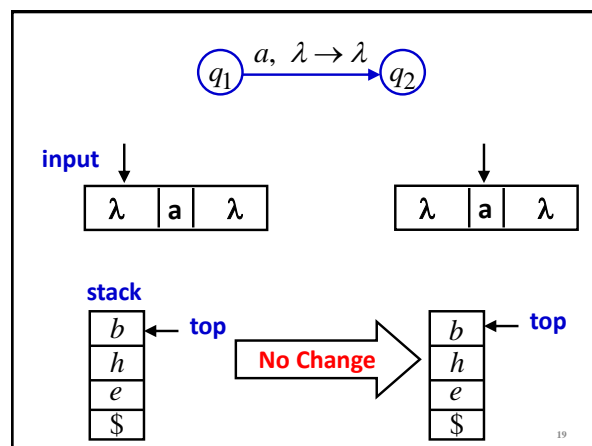 a, λ → λ
q1 q2
input
λ a λ λ a λ
stack
b top b top
h h
No Change
e e
$ $
19